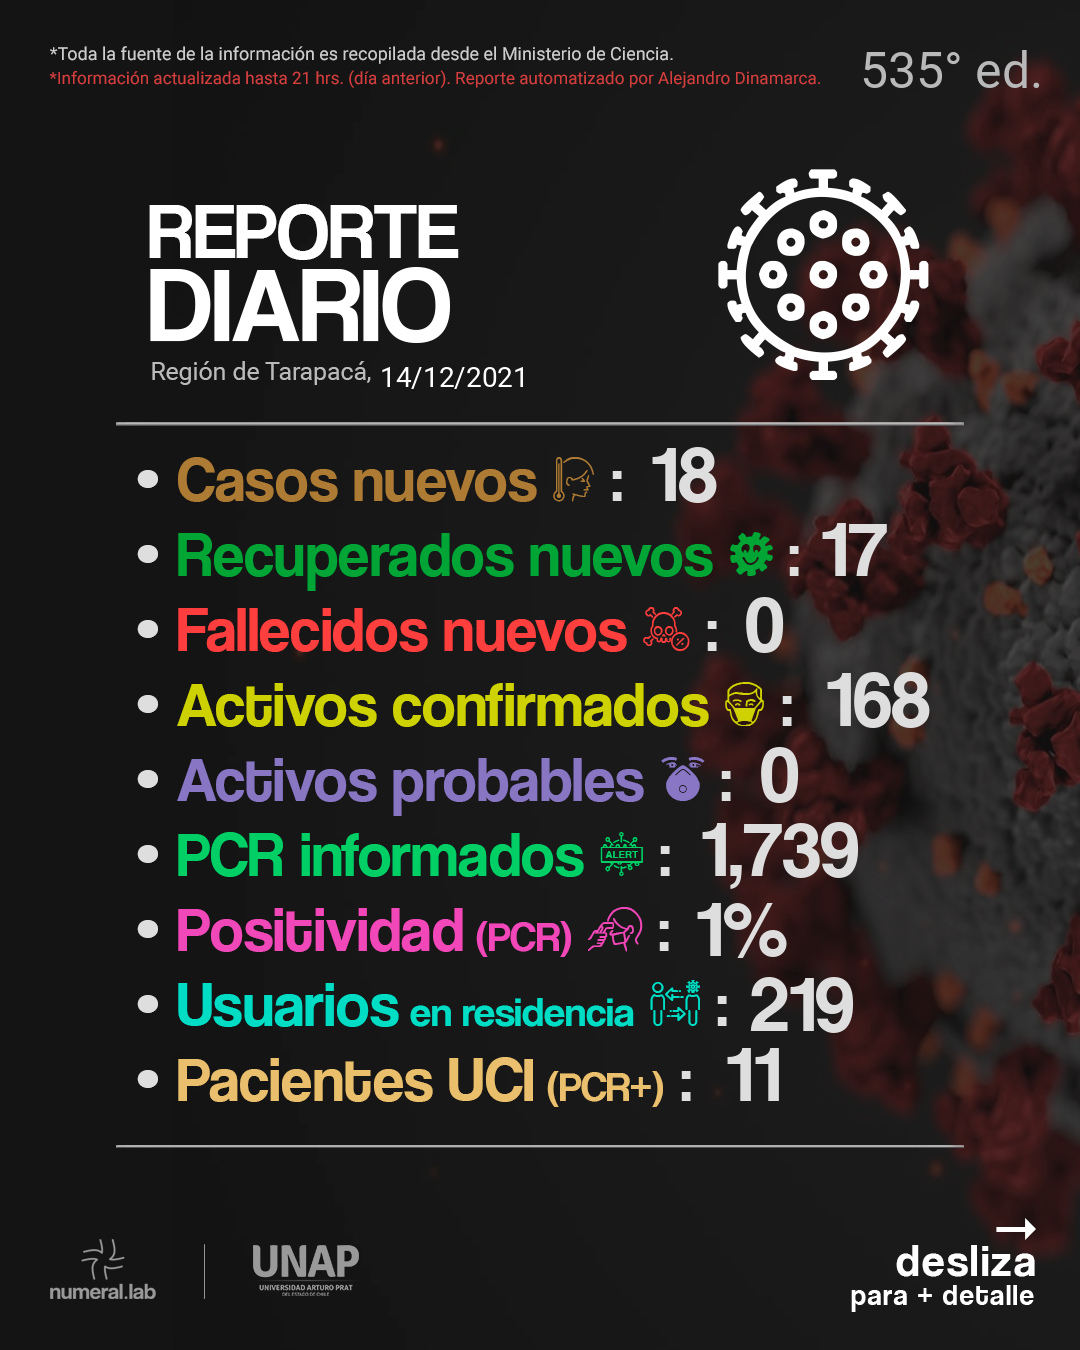 *Toda la fuente de la información es recopilada desde el Ministerio de Ciencia.
*Información actualizada hasta 21 hrs. (día anterior). Reporte automatizado por Alejandro Dinamarca.
535° ed.
REPORTE
DIARIO
Región de Tarapacá, 14/12/2021
• Casos nuevos : 18
• Recuperados nuevos : 17
• Fallecidos nuevos : 0
• Activos confirmados : 168
• Activos probables : 0
• PCR informados ALERT : 1,739
• Positividad (PCR) : 1%
• Usuarios en residencia : 219
• Pacientes UCI (PCR+) : 11
numeral.lab
UNAP
UNIVERSIDAD ARTURO PRAT
DEL ESTADO DE CHILE
desliza
para + detalle